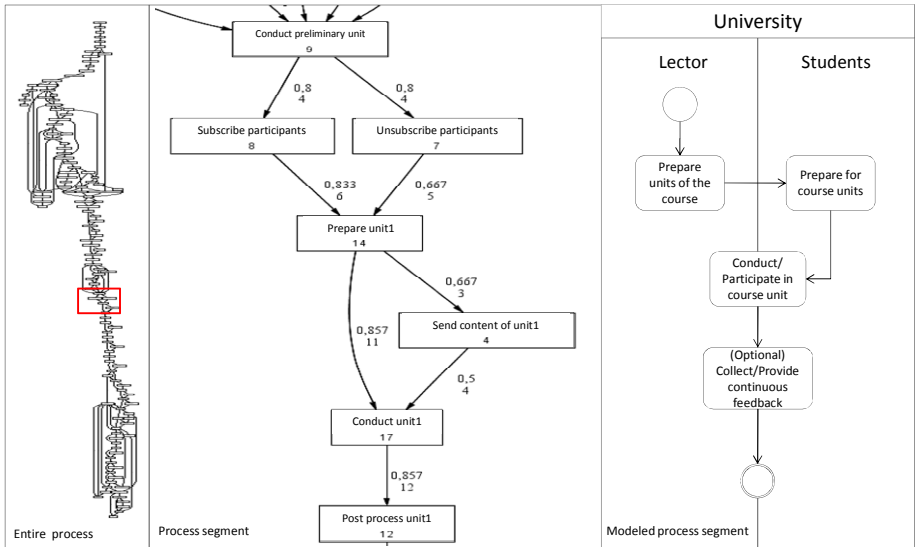 Entire process
Conduct preliminary unit
9
0,8
4
0,8
4
Subscribe participants
8
Unsubscribe participants
7
0,833
6
0,667
5
Prepare unit1
14
0,667
3
0,857
11
Send content of unit1
4
0,5
4
Conduct unit1
17
0,857
12
Post process unit1
12
Process segment
University
Lector
Students
Prepare
units of the
course
Prepare for
course units
Conduct/
Participate in
course unit
(Optional)
Collect/Provide
continuous
feedback
Modeled process segment